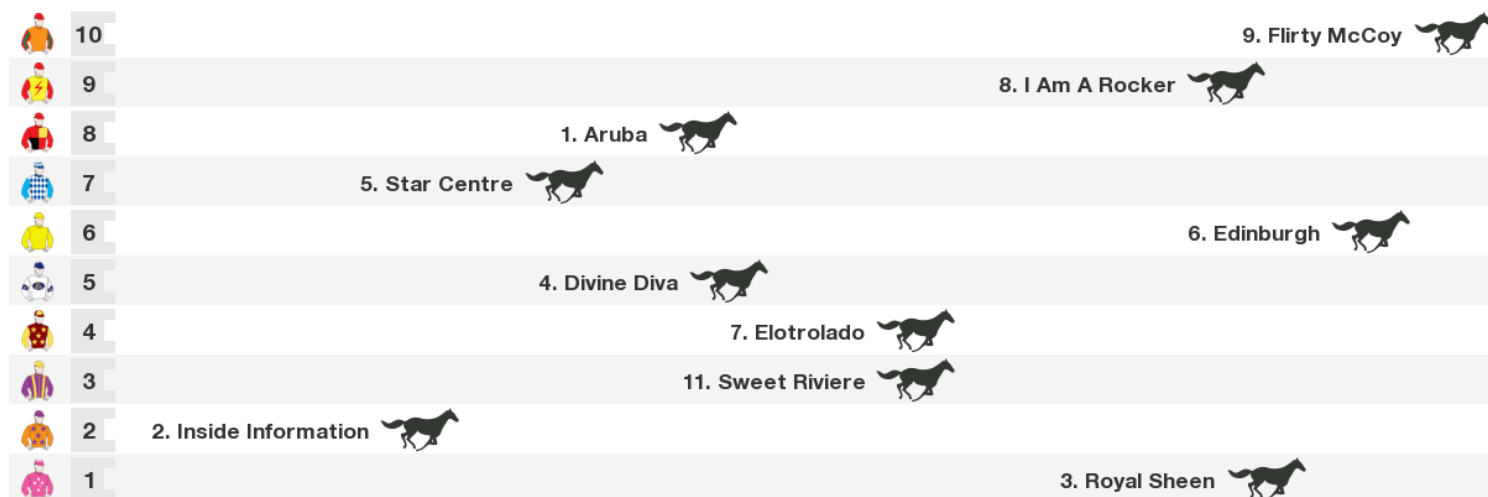 10 9. Flirty McCoy
9 8. I Am A Rocker
8 1. Aruba
7 5. Star Centre
6 6. Edinburgh
5 4. Divine Diva
4 7. Elotrolado
3 11. Sweet Riviere
2 2. Inside Information
1 3. Royal Sheen